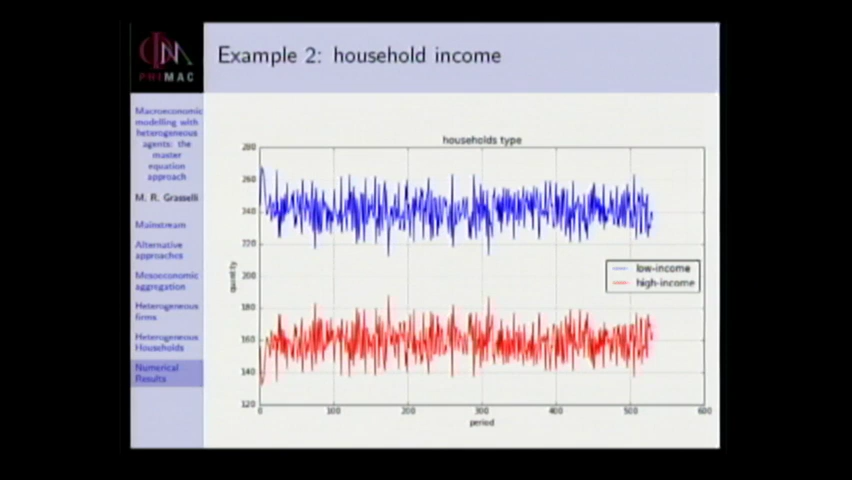 Example 2: household income
PHIMAC
Macroeconomic
modelling with
heterogeneous
agents: the
master
equation
approach
M. R. Grasselli
Mainstream
Alternative
approaches
Mesoeconomic
aggregation
Heterogeneous
firms
Heterogeneous
Households
Numerical
Results
households type
280
260
240
220
200
180
160
140
120
quantity
0 100 200 300 400 500 600
period
low-income
high-income